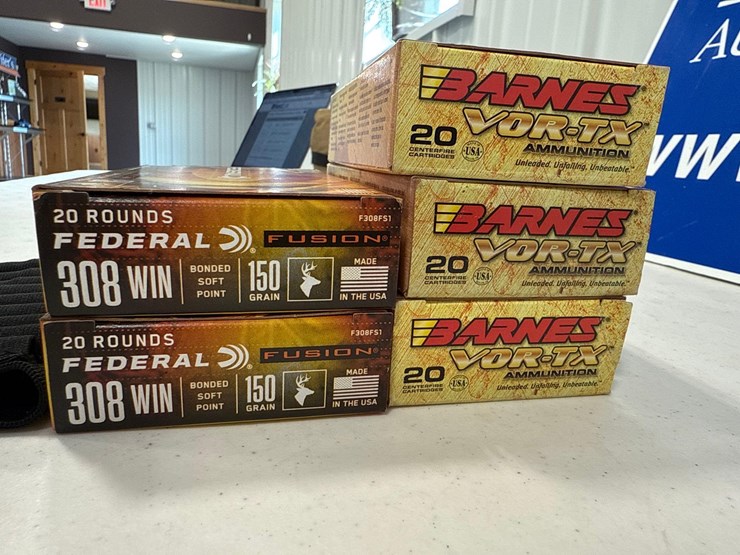 EXIT
20 ROUNDS
F308FS1
FEDERAL FUSION®
308 WIN
BONDED
SOFT
POINT
150
GRAIN
MADE
IN THE USA
20 ROUNDS
F308FS1
FEDERAL FUSION®
308 WIN
BONDED
SOFT
POINT
150
GRAIN
MADE
IN THE USA
BARNES
VOR-TX
AMMUNITION
20
CENTERFIRE
CARTRIDGES
USA
Unleaded. Unfailing. Unbeatable.
BARNES
VOR-TX
AMMUNITION
20
CENTERFIRE
CARTRIDGES
USA
Unleaded. Unfailing. Unbeatable.
BARNES
VOR-TX
AMMUNITION
20
CENTERFIRE
CARTRIDGES
USA
Unleaded. Unfailing. Unbeatable.